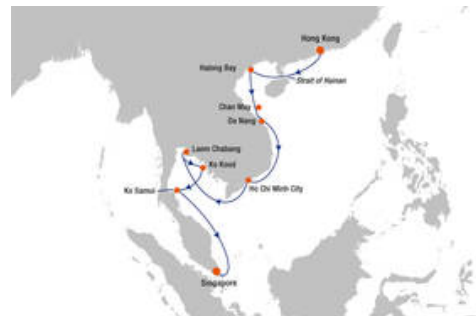 Hong Kong
Halong Bay
Strait of Hainan
Chan May
Da Nang
Laem Chabang
Ko Kood
Ko Samui
Ho Chi Minh City
Singapore